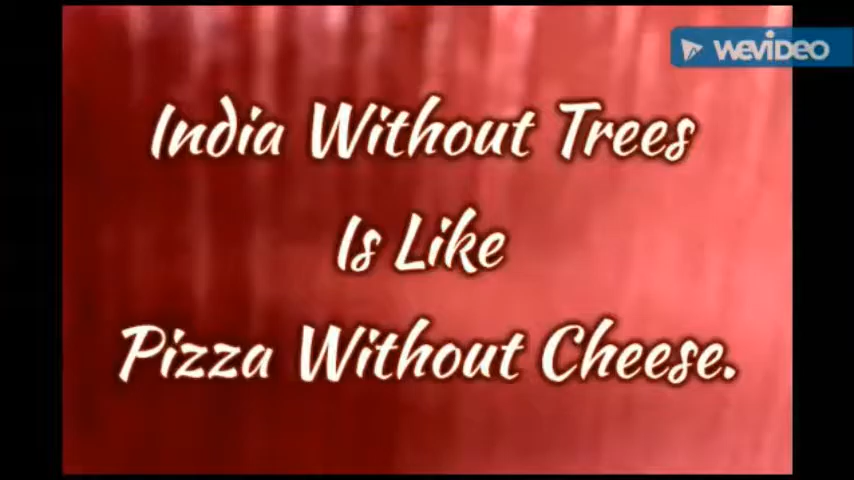 WEVIDEO
India Without Trees
Is Like
Pizza Without Cheese.